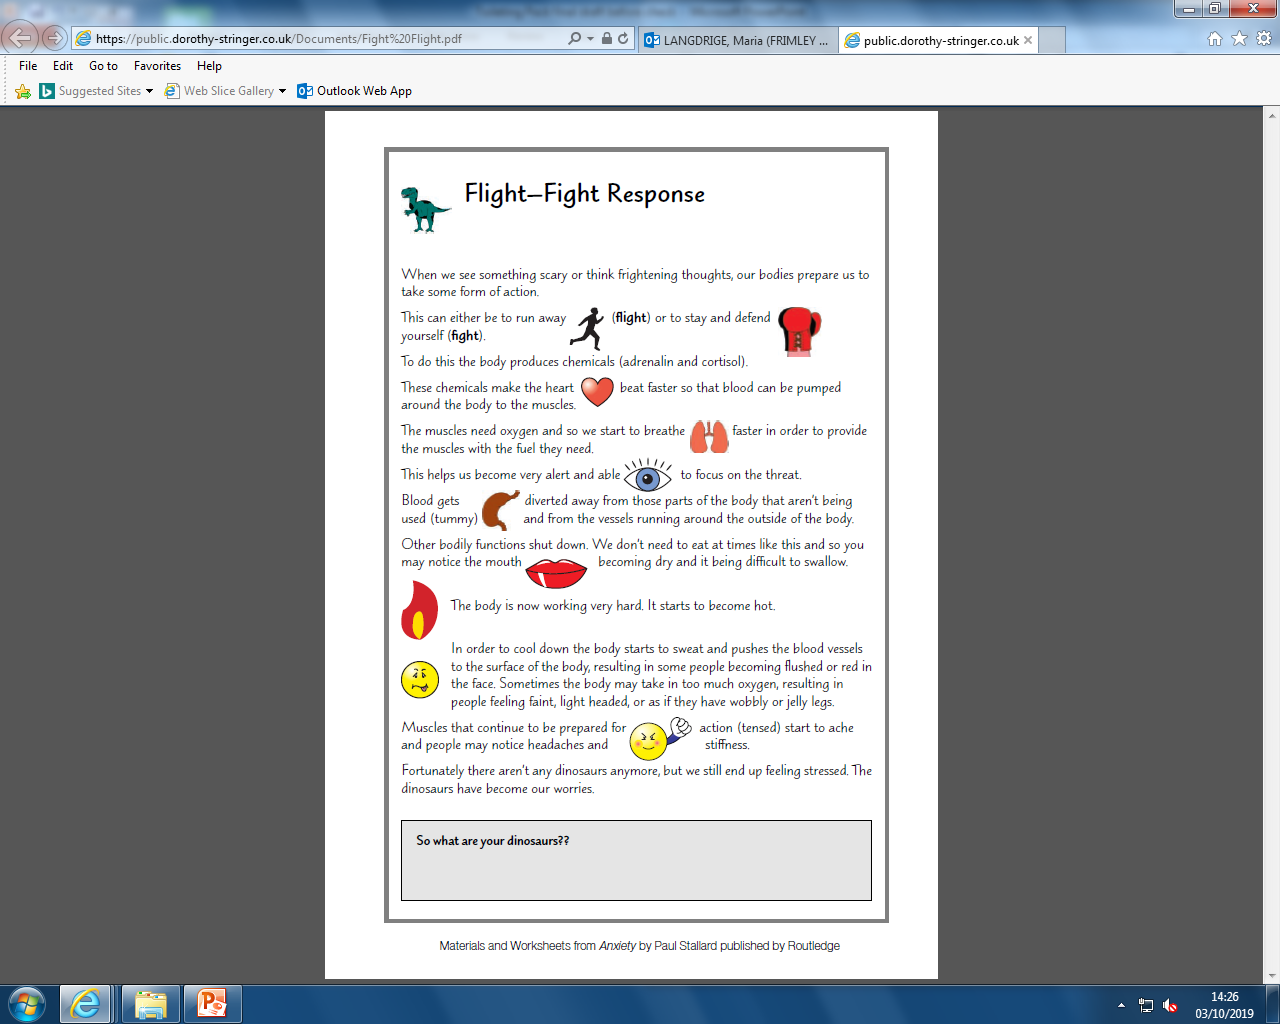 https://public.dorothy-stringer.co.uk/Documents/Fight%20Flight.pdf
LANGDRIGE, Maria (FRIMLEY ...
public.dorothy-stringer.co.uk
File Edit Go to Favorites Help
Suggested Sites Web Slice Gallery Outlook Web App
Flight–Fight Response
When we see something scary or think frightening thoughts, our bodies prepare us to
take some form of action.
This can either be to run away (flight) or to stay and defend
yourself (fight).
To do this the body produces chemicals (adrenalin and cortisol).
These chemicals make the heart beat faster so that blood can be pumped
around the body to the muscles.
The muscles need oxygen and so we start to breathe faster in order to provide
the muscles with the fuel they need.
This helps us become very alert and able to focus on the threat.
Blood gets diverted away from those parts of the body that aren't being
used (tummy) and from the vessels running around the outside of the body.
Other bodily functions shut down. We don't need to eat at times like this and so you
may notice the mouth becoming dry and it being difficult to swallow.
The body is now working very hard. It starts to become hot.
In order to cool down the body starts to sweat and pushes the blood vessels
to the surface of the body, resulting in some people becoming flushed or red in
the face. Sometimes the body may take in too much oxygen, resulting in
people feeling faint, light headed, or as if they have wobbly or jelly legs.
Muscles that continue to be prepared for action (tensed) start to ache
and people may notice headaches and stiffness.
Fortunately there aren't any dinosaurs anymore, but we still end up feeling stressed. The
dinosaurs have become our worries.
So what are your dinosaurs??
Materials and Worksheets from Anxiety by Paul Stallard published by Routledge
14:26
03/10/2019